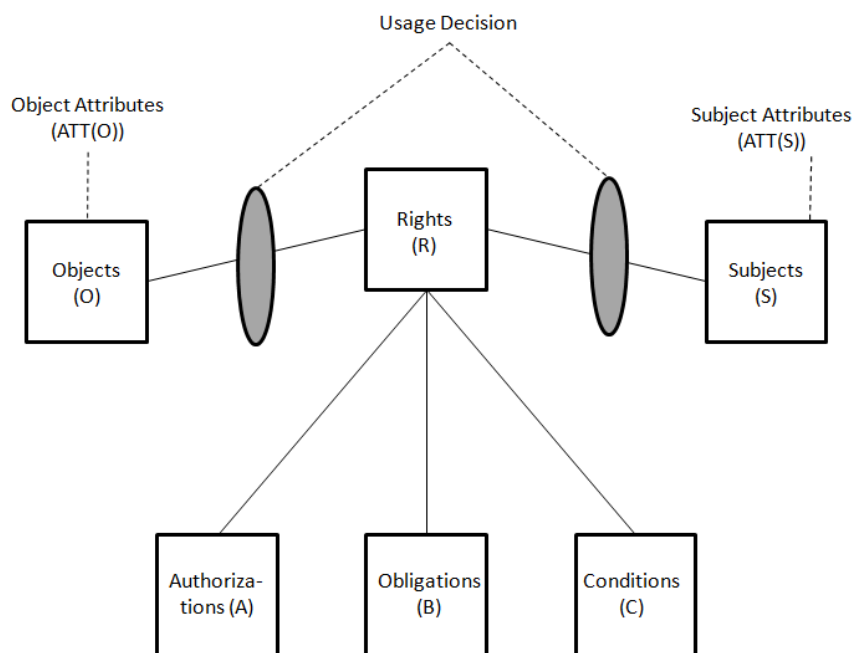 Usage Decision
Object Attributes
(ATT(O))
Subject Attributes
(ATT(S))
Rights
(R)
Objects
(O)
Subjects
(S)
Authoriza-
tions (A)
Obligations
(B)
Conditions
(C)